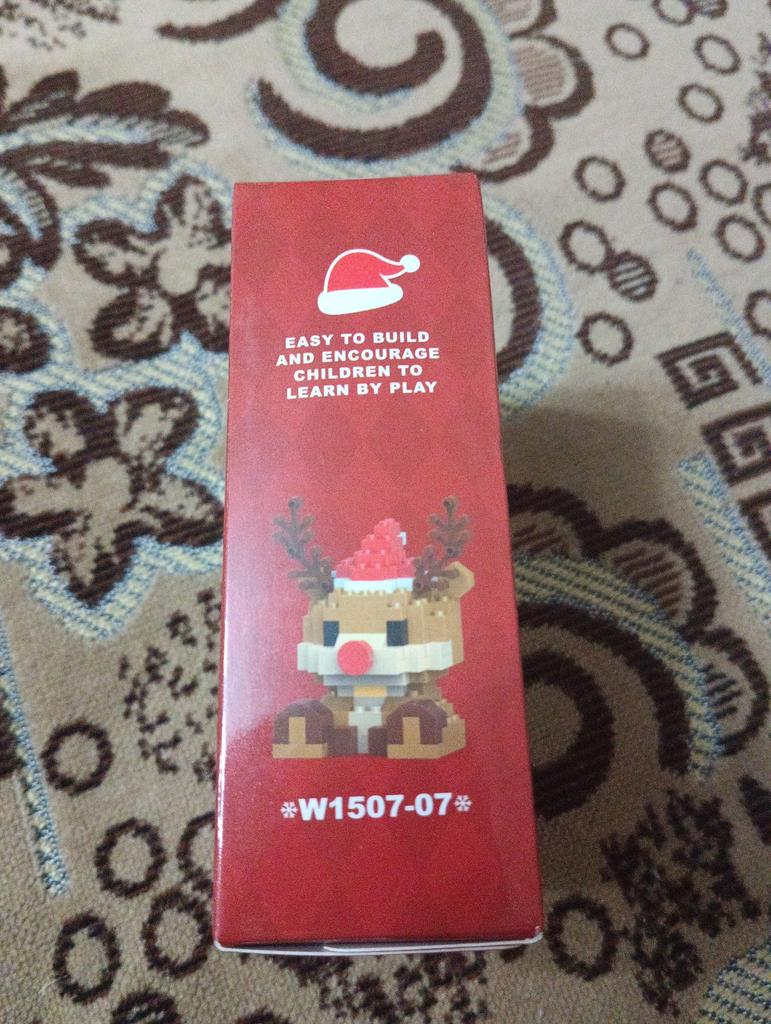 EASY TO BUILD
AND ENCOURAGE
CHILDREN TO
LEARN BY PLAY
*W1507-07*